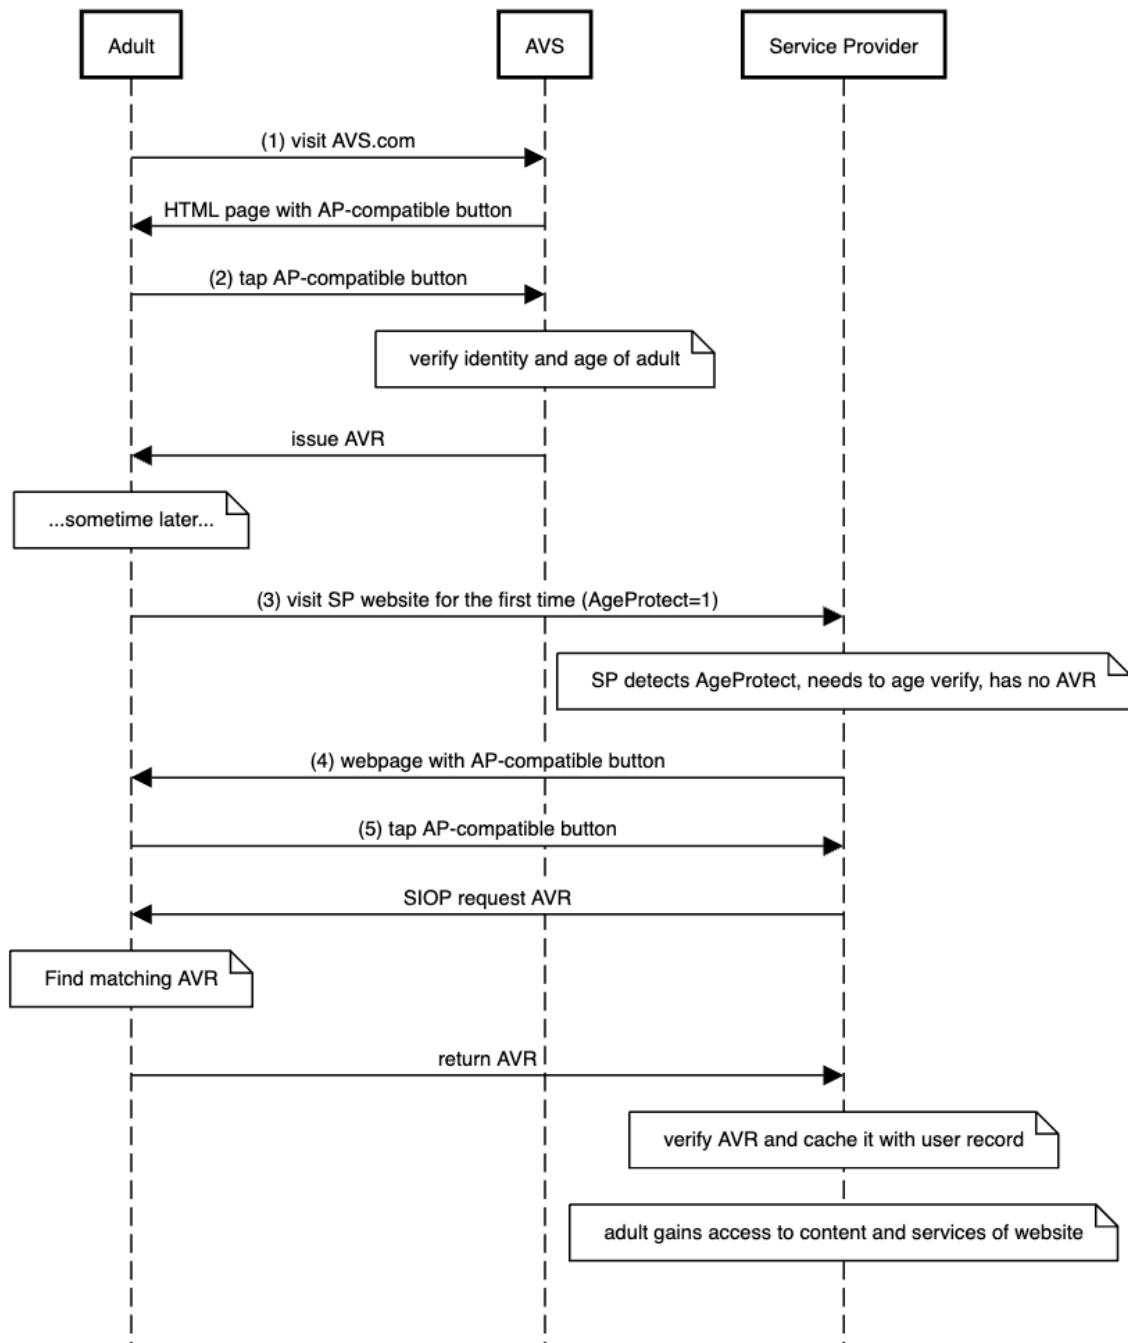 Adult
AVS
Service Provider
(1) visit AVS.com
HTML page with AP-compatible button
(2) tap AP-compatible button
verify identity and age of adult
issue AVR
...sometime later...
(3) visit SP website for the first time (AgeProtect=1)
SP detects AgeProtect, needs to age verify, has no AVR
(4) webpage with AP-compatible button
(5) tap AP-compatible button
SIOP request AVR
Find matching AVR
return AVR
verify AVR and cache it with user record
adult gains access to content and services of website